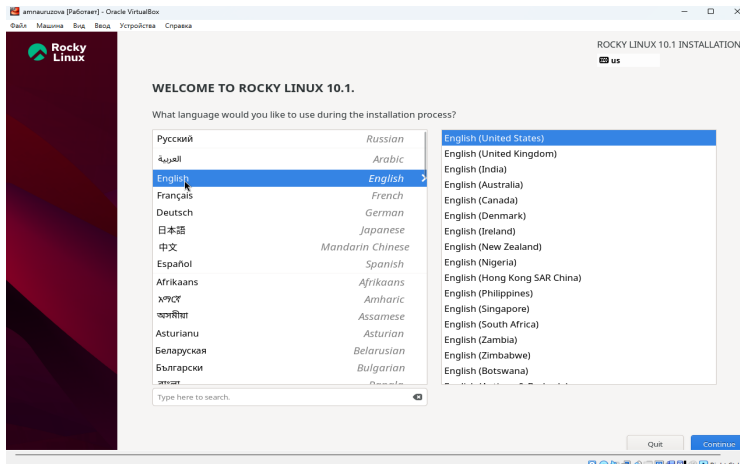 amnauruzova [Работает] - Oracle VirtualBox
Файл Машина Вид Ввод Устройства Справка
Rocky
Linux
ROCKY LINUX 10.1 INSTALLATION
us
WELCOME TO ROCKY LINUX 10.1.
What language would you like to use during the installation process?
Русский Russian
العربية Arabic
English English
Français French
Deutsch German
日本語 Japanese
中文 Mandarin Chinese
Español Spanish
Afrikaans Afrikaans
አማርኛ Amharic
অসমীয়া Assamese
Asturianu Asturian
Беларуская Belarusian
Български Bulgarian
English (United States)
English (United Kingdom)
English (India)
English (Australia)
English (Canada)
English (Denmark)
English (Ireland)
English (New Zealand)
English (Nigeria)
English (Hong Kong SAR China)
English (Philippines)
English (Singapore)
English (South Africa)
English (Zambia)
English (Zimbabwe)
English (Botswana)
Type here to search.
Quit Continue